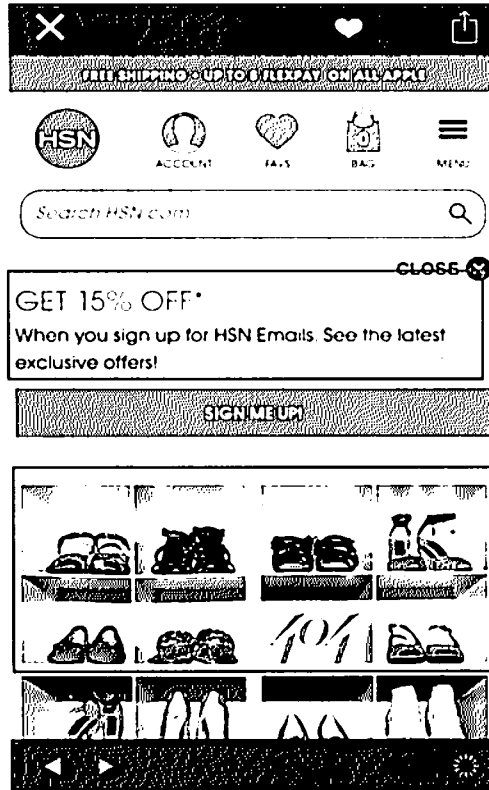 FREE SHIPPING* UP TO 6 FLEXPAY ON ALL APPLE
HSN
ACCOUNT
FAVS
0
BAG
MENU
Search HSN.com
CLOSE
GET 15% OFF*
When you sign up for HSN Emails. See the latest
exclusive offers!
SIGN ME UP!